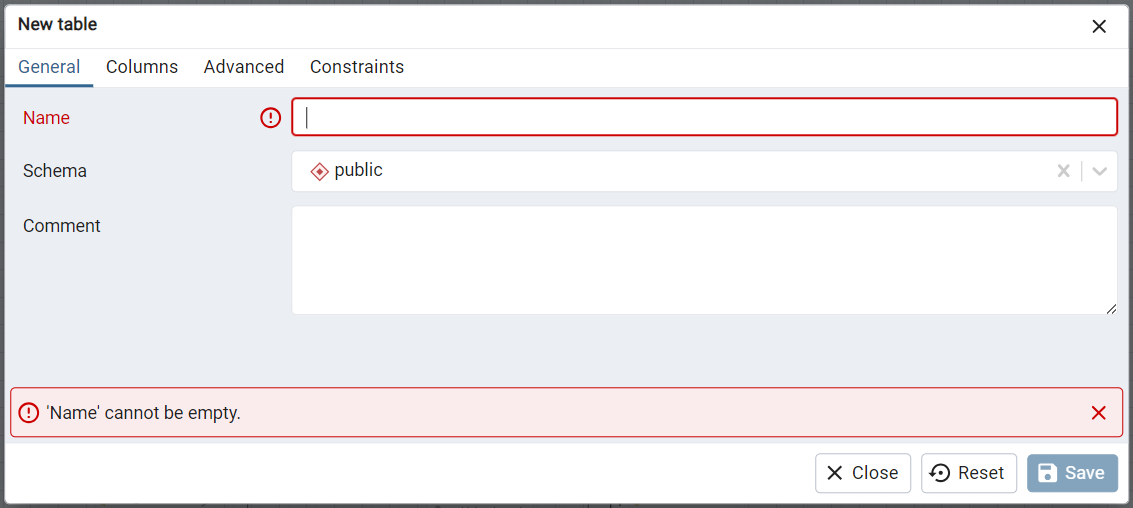 New table
General Columns Advanced Constraints
Name
Schema public
Comment
'Name' cannot be empty.
Close Reset Save